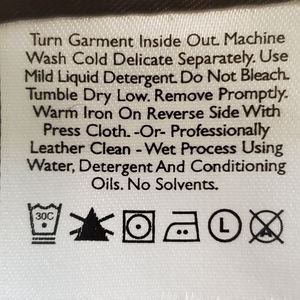 Turn Garment Inside Out. Machine
Wash Cold Delicate Separately. Use
Mild Liquid Detergent. Do Not Bleach.
Tumble Dry Low. Remove Promptly.
Warm Iron On Reverse Side With
Press Cloth. -Or- Professionally
Leather Clean - Wet Process Using
Water, Detergent And Conditioning
Oils. No Solvents.
30C L A